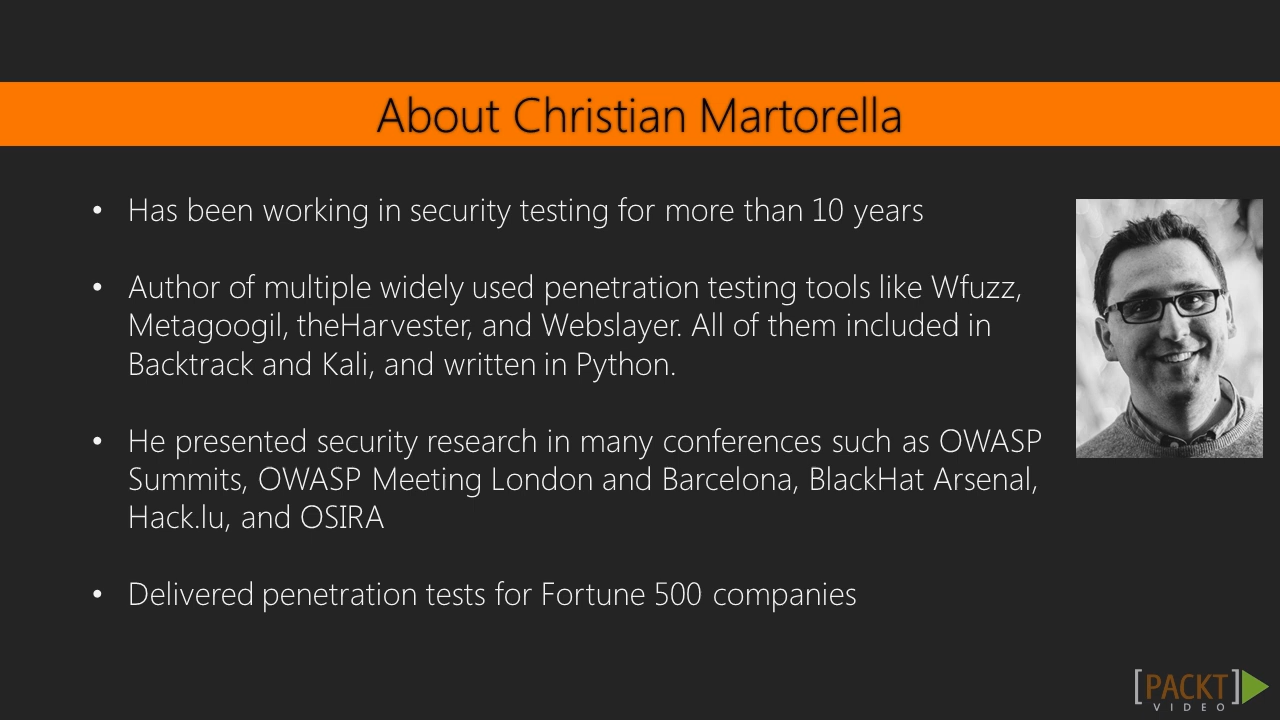 About Christian Martorella
• Has been working in security testing for more than 10 years
• Author of multiple widely used penetration testing tools like Wfuzz,
Metagoogil, theHarvester, and Webslayer. All of them included in
Backtrack and Kali, and written in Python.
• He presented security research in many conferences such as OWASP
Summits, OWASP Meeting London and Barcelona, BlackHat Arsenal,
Hack.lu, and OSIRA
• Delivered penetration tests for Fortune 500 companies
[PACKT]
VIDEO